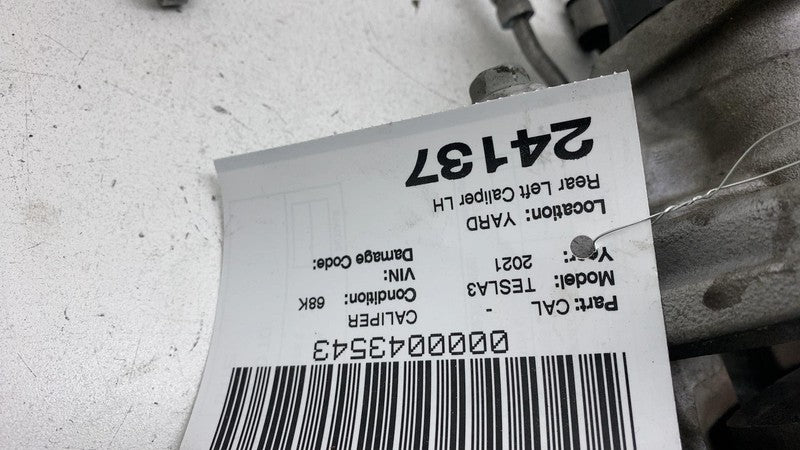 0000043543
Part: CAL - CALIPER
Model: TESLA3 Condition: 68K
Year: 2021 VIN:
Damage Code:
Location: YARD
Rear Left Caliper LH
24137